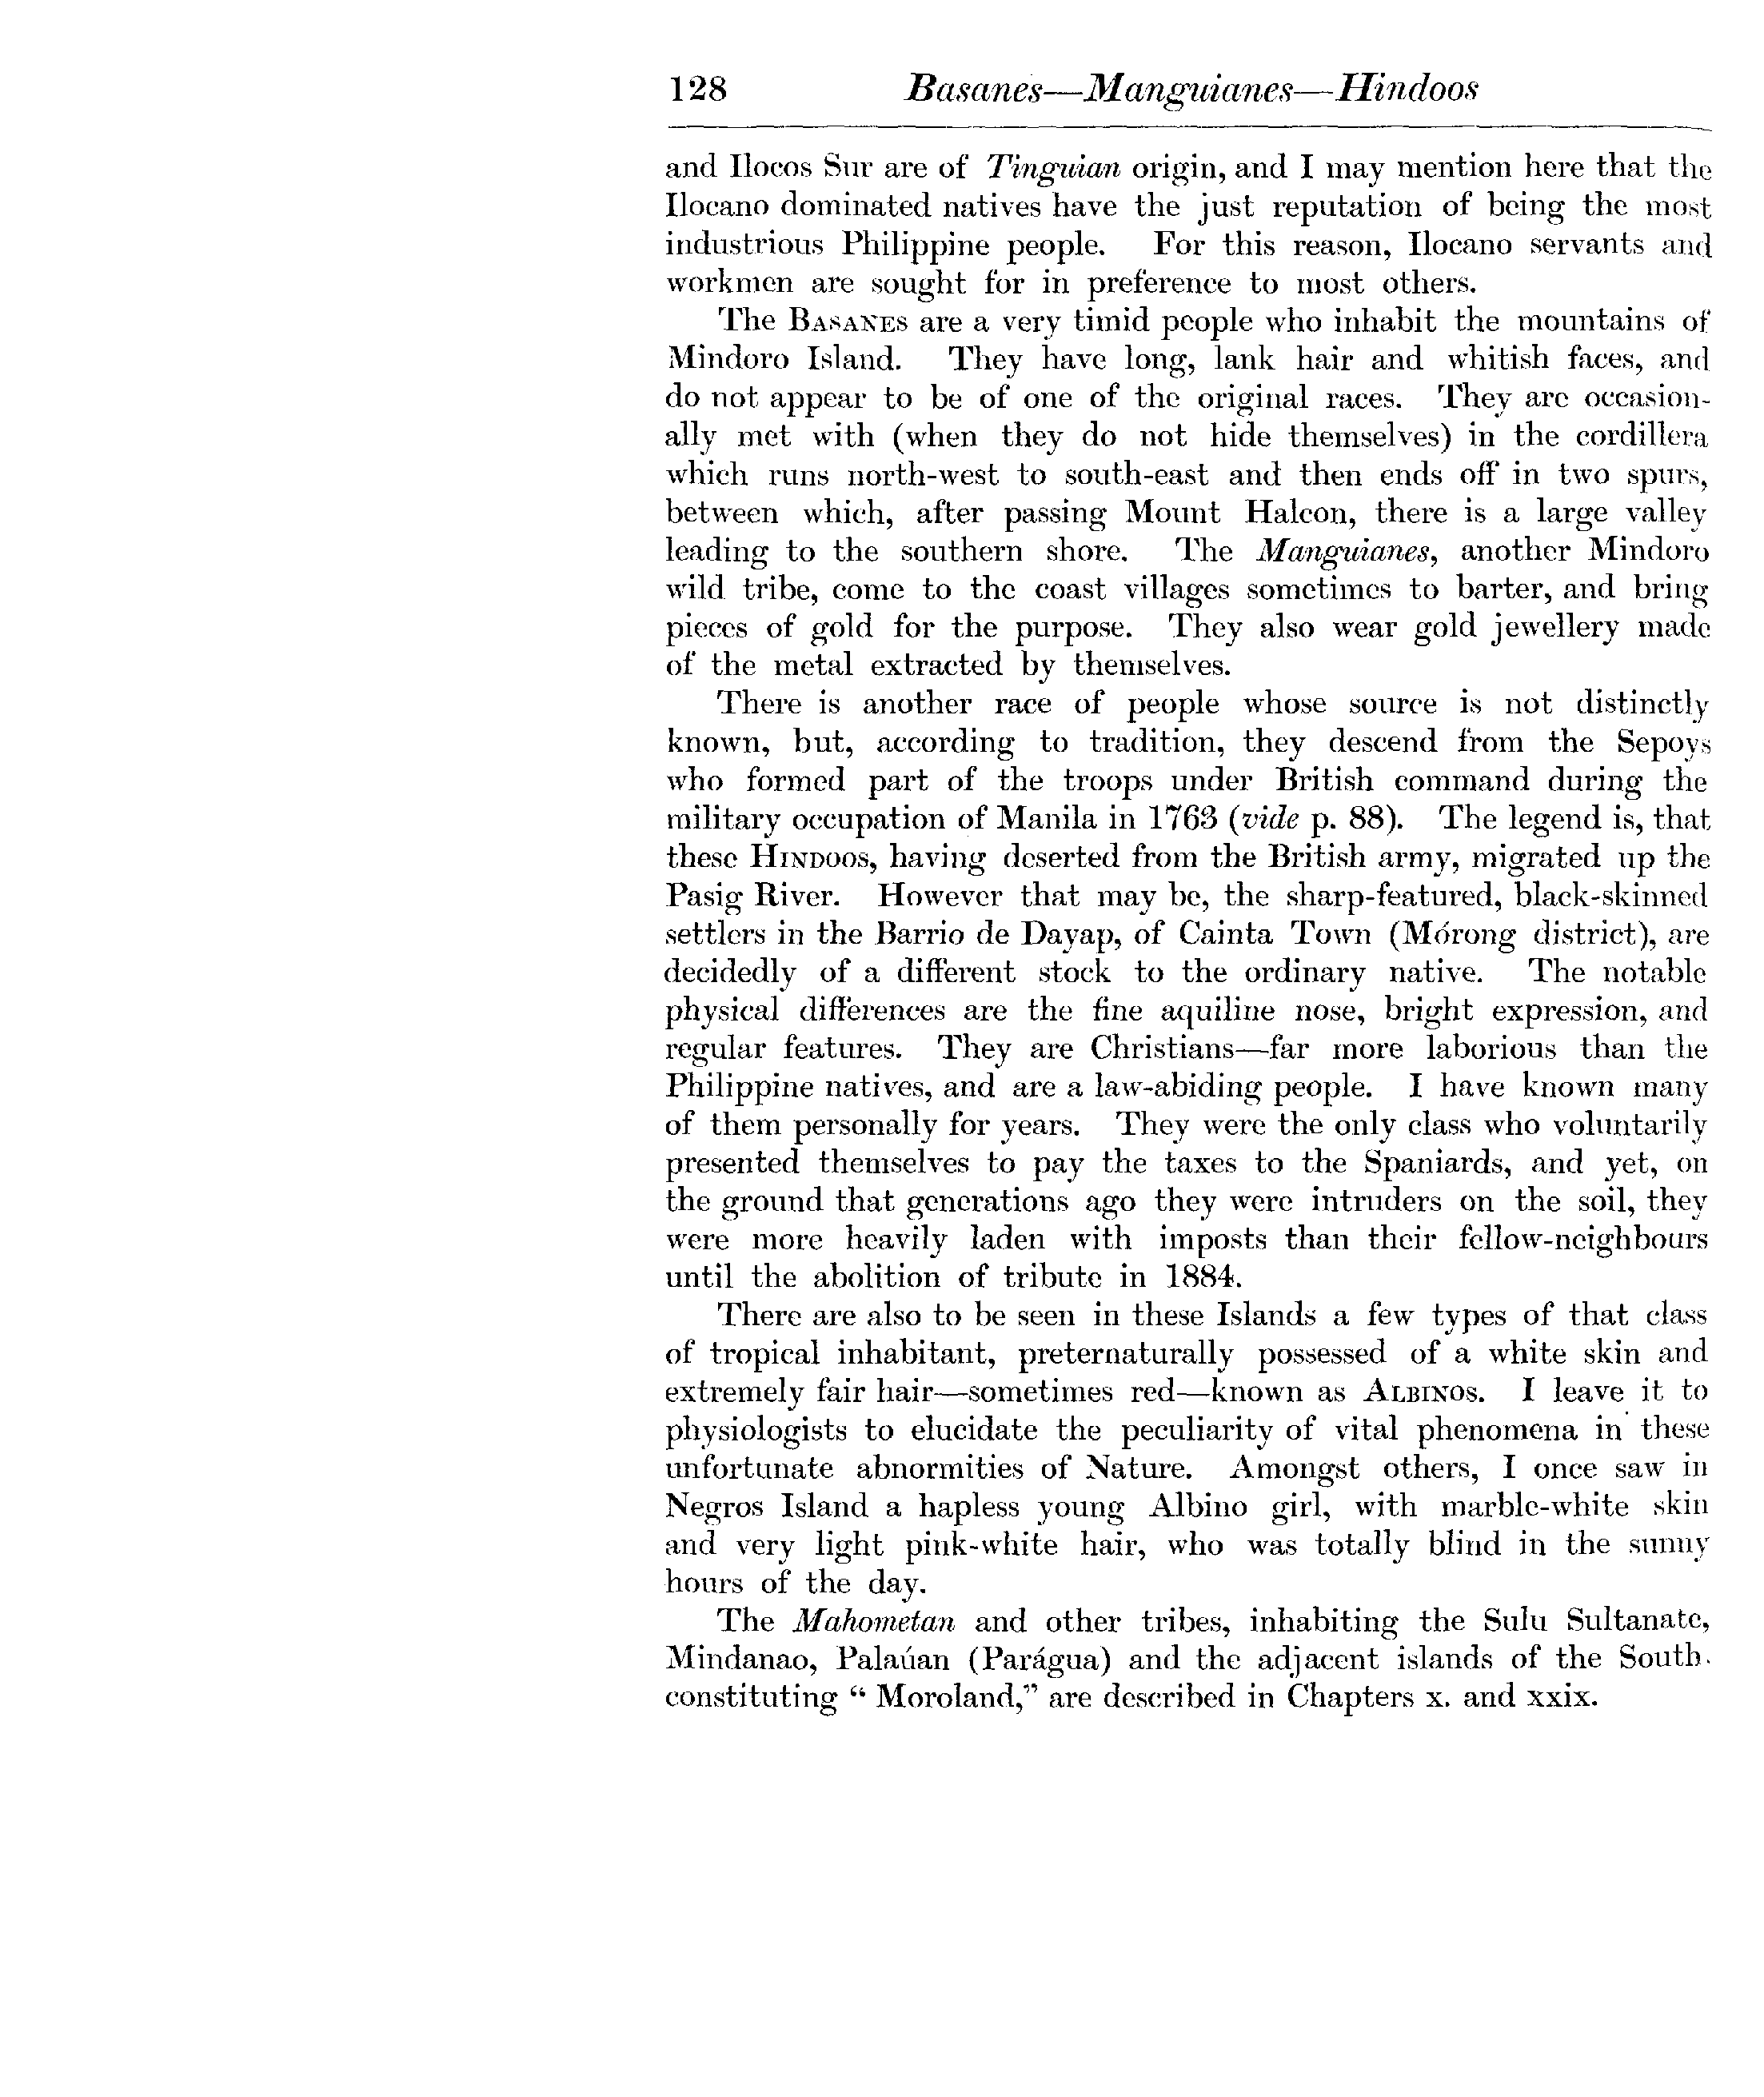 128 Basanes—Manguianes—Hindoos
and Ilocos Sur are of Tinguian origin, and I may mention here that the
Ilocano dominated natives have the just reputation of being the most
industrious Philippine people. For this reason, Ilocano servants and
workmen are sought for in preference to most others.
The BASANES are a very timid people who inhabit the mountains of
Mindoro Island. They have long, lank hair and whitish faces, and
do not appear to be of one of the original races. They are occasion-
ally met with (when they do not hide themselves) in the cordillera
which runs north-west to south-east and then ends off in two spurs,
between which, after passing Mount Halcon, there is a large valley
leading to the southern shore. The Manguianes, another Mindoro
wild tribe, come to the coast villages sometimes to barter, and bring
pieces of gold for the purpose. They also wear gold jewellery made
of the metal extracted by themselves.
There is another race of people whose source is not distinctly
known, but, according to tradition, they descend from the Sepoys
who formed part of the troops under British command during the
military occupation of Manila in 1763 (vide p. 88). The legend is, that
these HINDOOS, having deserted from the British army, migrated up the
Pasig River. However that may be, the sharp-featured, black-skinned
settlers in the Barrio de Dayap, of Cainta Town (Mórong district), are
decidedly of a different stock to the ordinary native. The notable
physical differences are the fine aquiline nose, bright expression, and
regular features. They are Christians—far more laborious than the
Philippine natives, and are a law-abiding people. I have known many
of them personally for years. They were the only class who voluntarily
presented themselves to pay the taxes to the Spaniards, and yet, on
the ground that generations ago they were intruders on the soil, they
were more heavily laden with imposts than their fellow-neighbours
until the abolition of tribute in 1884.
There are also to be seen in these Islands a few types of that class
of tropical inhabitant, preternaturally possessed of a white skin and
extremely fair hair—sometimes red—known as ALBINOS. I leave it to
physiologists to elucidate the peculiarity of vital phenomena in these
unfortunate abnormities of Nature. Amongst others, I once saw in
Negros Island a hapless young Albino girl, with marble-white skin
and very light pink-white hair, who was totally blind in the sunny
hours of the day.
The Mahometan and other tribes, inhabiting the Sulu Sultanate,
Mindanao, Palaúan (Parágua) and the adjacent islands of the South.
constituting “ Moroland,” are described in Chapters x. and xxix.